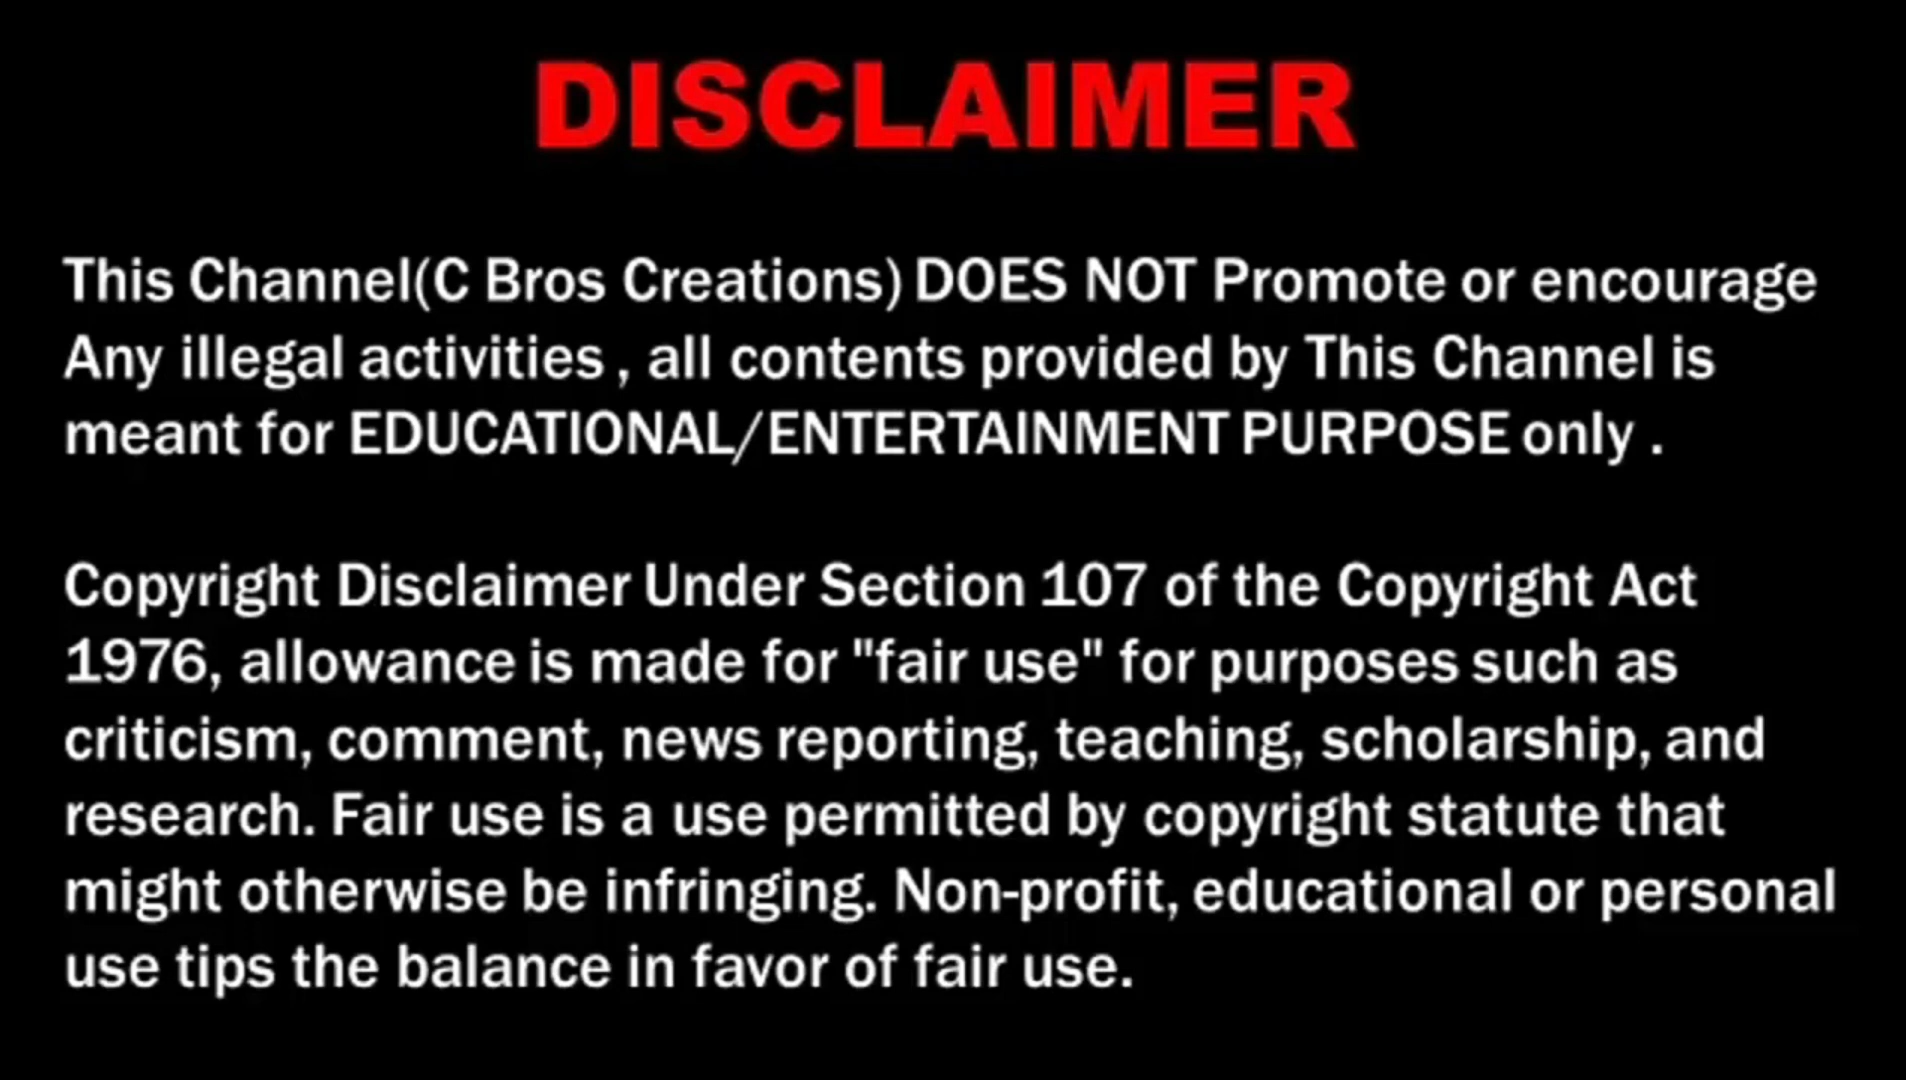 DISCLAIMER
This Channel(C Bros Creations) DOES NOT Promote or encourage
Any illegal activities , all contents provided by This Channel is
meant for EDUCATIONAL/ENTERTAINMENT PURPOSE only .
Copyright Disclaimer Under Section 107 of the Copyright Act
1976, allowance is made for "fair use" for purposes such as
criticism, comment, news reporting, teaching, scholarship, and
research. Fair use is a use permitted by copyright statute that
might otherwise be infringing. Non-profit, educational or personal
use tips the balance in favor of fair use.